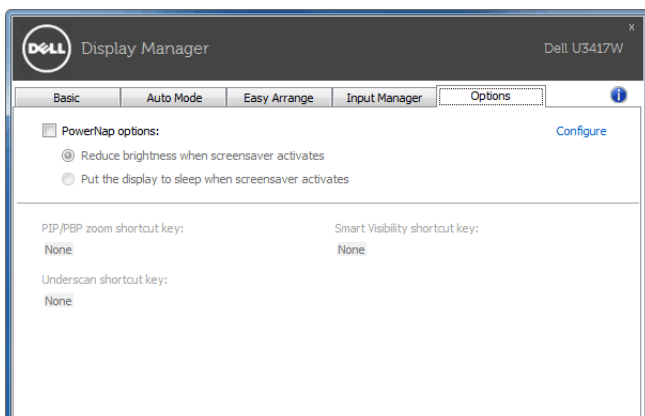 x
DELL Display Manager Dell U3417W
Basic Auto Mode Easy Arrange Input Manager Options i
PowerNap options: Configure
Reduce brightness when screensaver activates
Put the display to sleep when screensaver activates
PIP/PBP zoom shortcut key: Smart Visibility shortcut key:
None None
Underscan shortcut key:
None